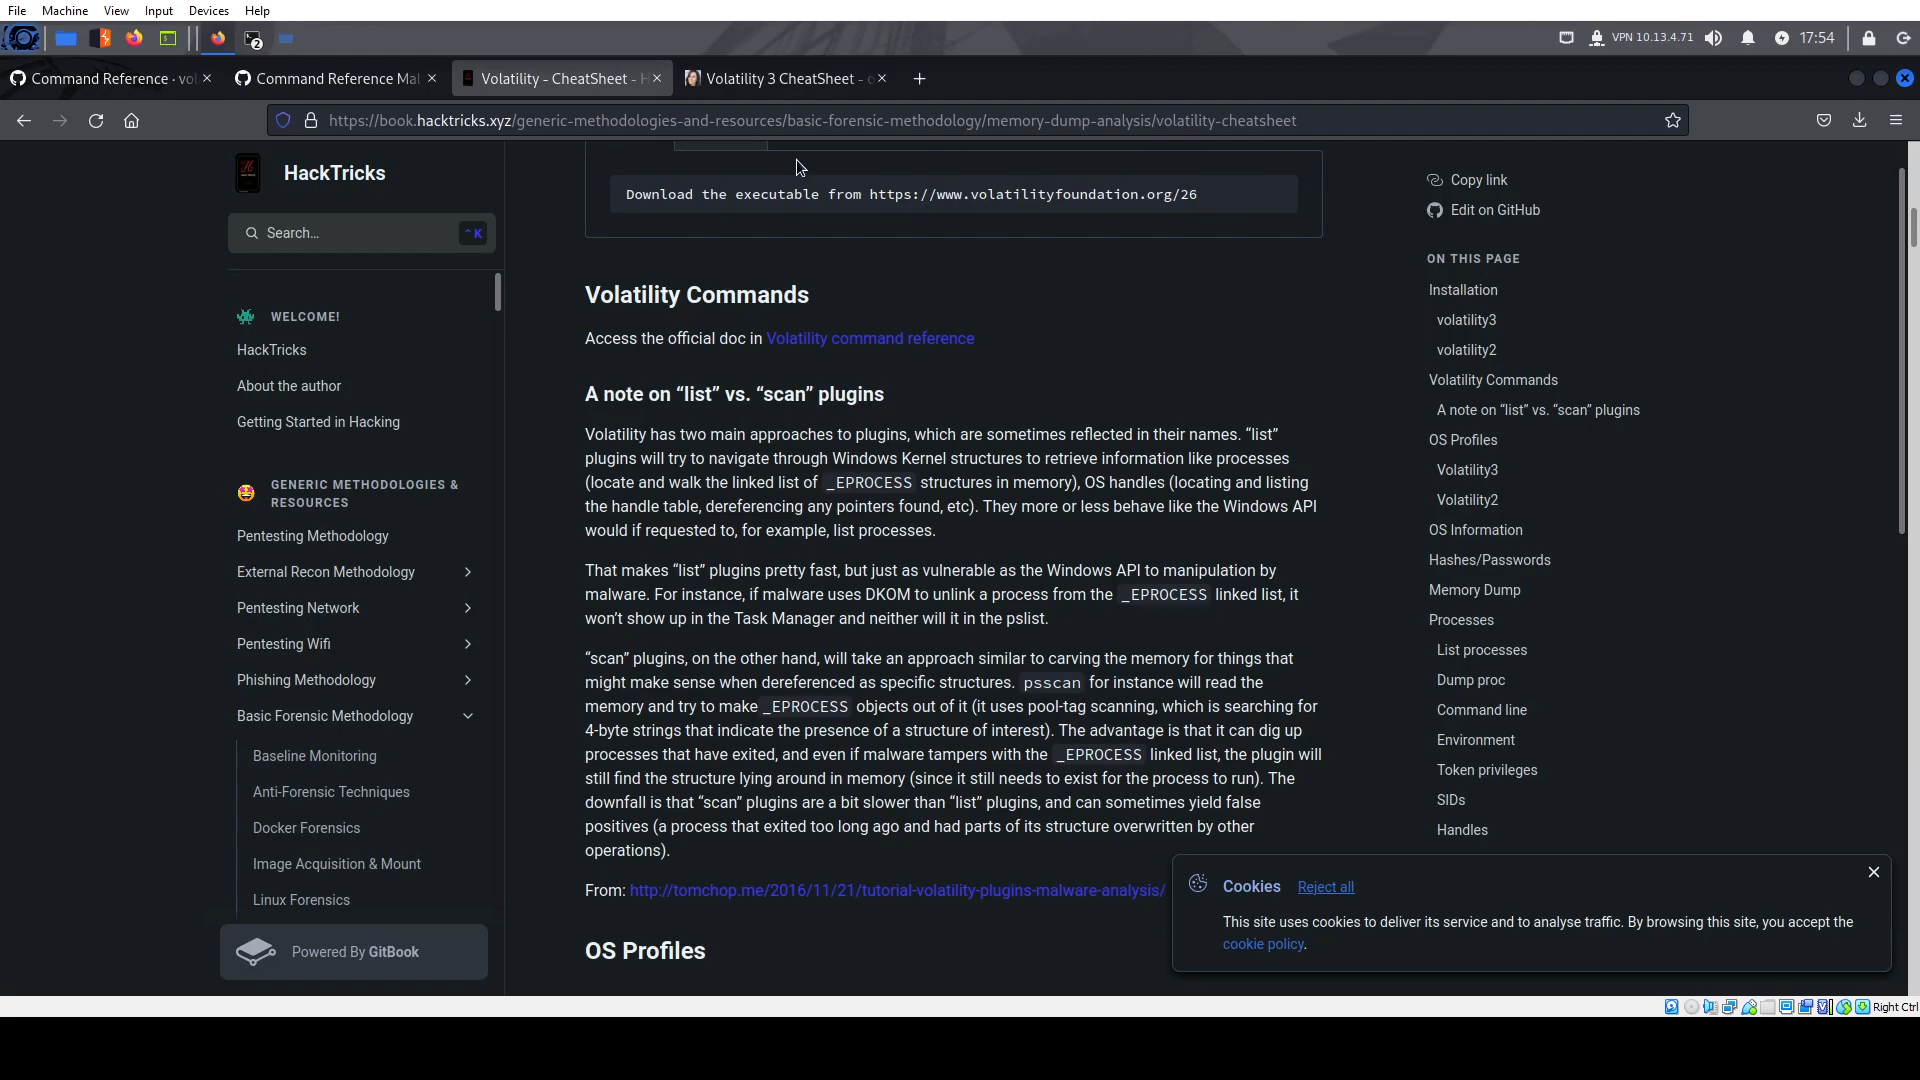 File Machine View Input Devices Help
2 VPN 10.13.4.71 17:54
Command Reference · vol Command Reference Mal Volatility - CheatSheet - H Volatility 3 CheatSheet - o
https://book.hacktricks.xyz/generic-methodologies-and-resources/basic-forensic-methodology/memory-dump-analysis/volatility-cheatsheet
HackTricks
Search...
⌃K
WELCOME!
HackTricks
About the author
Getting Started in Hacking
GENERIC METHODOLOGIES &
RESOURCES
Pentesting Methodology
External Recon Methodology
Pentesting Network
Pentesting Wifi
Phishing Methodology
Basic Forensic Methodology
Baseline Monitoring
Anti-Forensic Techniques
Docker Forensics
Image Acquisition & Mount
Linux Forensics
Powered By GitBook
Download the executable from https://www.volatilityfoundation.org/26
Volatility Commands
Access the official doc in Volatility command reference
A note on “list” vs. “scan” plugins
Volatility has two main approaches to plugins, which are sometimes reflected in their names. “list”
plugins will try to navigate through Windows Kernel structures to retrieve information like processes
(locate and walk the linked list of _EPROCESS structures in memory), OS handles (locating and listing
the handle table, dereferencing any pointers found, etc). They more or less behave like the Windows API
would if requested to, for example, list processes.
That makes “list” plugins pretty fast, but just as vulnerable as the Windows API to manipulation by
malware. For instance, if malware uses DKOM to unlink a process from the _EPROCESS linked list, it
won’t show up in the Task Manager and neither will it in the pslist.
“scan” plugins, on the other hand, will take an approach similar to carving the memory for things that
might make sense when dereferenced as specific structures. psscan for instance will read the
memory and try to make _EPROCESS objects out of it (it uses pool-tag scanning, which is searching for
4-byte strings that indicate the presence of a structure of interest). The advantage is that it can dig up
processes that have exited, and even if malware tampers with the _EPROCESS linked list, the plugin will
still find the structure lying around in memory (since it still needs to exist for the process to run). The
downfall is that “scan” plugins are a bit slower than “list” plugins, and can sometimes yield false
positives (a process that exited too long ago and had parts of its structure overwritten by other
operations).
From: http://tomchop.me/2016/11/21/tutorial-volatility-plugins-malware-analysis/
OS Profiles
Copy link
Edit on GitHub
ON THIS PAGE
Installation
volatility3
volatility2
Volatility Commands
A note on “list” vs. “scan” plugins
OS Profiles
Volatility3
Volatility2
OS Information
Hashes/Passwords
Memory Dump
Processes
List processes
Dump proc
Command line
Environment
Token privileges
SIDs
Handles
Cookies Reject all
This site uses cookies to deliver its service and to analyse traffic. By browsing this site, you accept the
cookie policy.
Right Ctrl